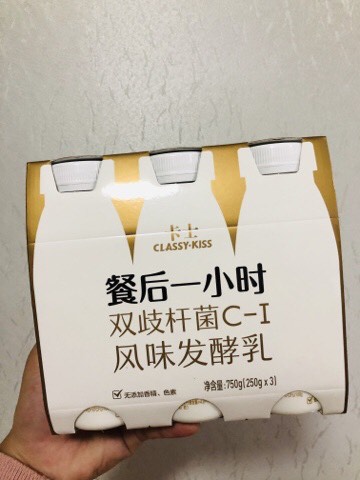 卡士
CLASSY·KISS
餐后一小时
双歧杆菌C-I
风味发酵乳
净含量:750g(250g x 3)
无添加香精、色素